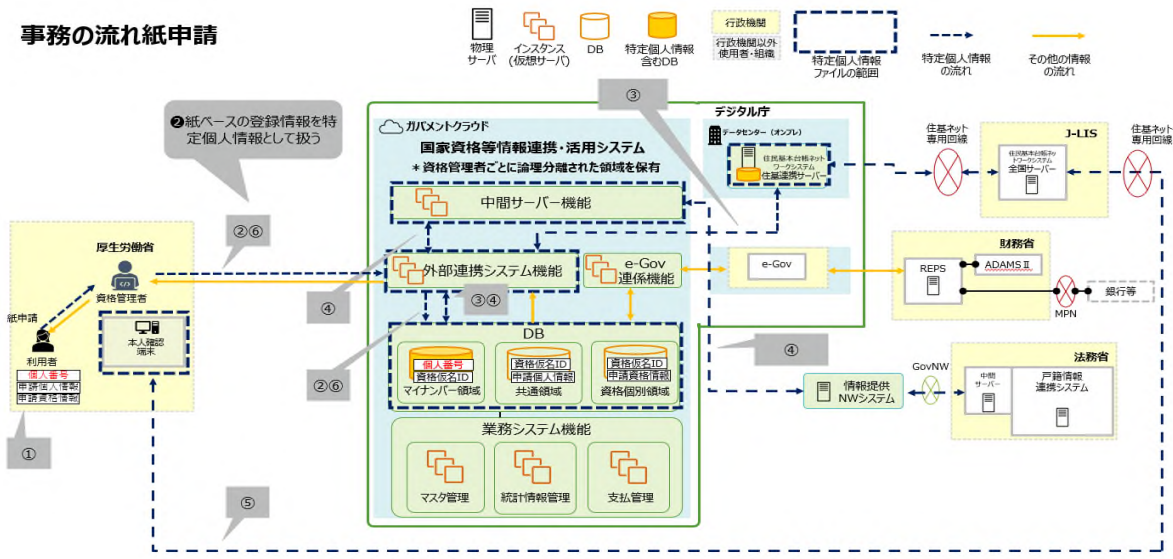 事務の流れ紙申請
物理
サーバ
インスタンス
(仮想サーバ)
DB
特定個人情報
含むDB
行政機関
行政機関以外
使用者・組織
特定個人情報
ファイルの範囲
特定個人情報
の流れ
その他の情報
の流れ
❷紙ベースの登録情報を特
定個人情報として扱う
③
デジタル庁
ガバメントクラウド
国家資格等情報連携・活用システム
＊資格管理者ごとに論理分離された領域を保有
データセンター（オンプレ）
住民基本台帳ネット
ワークシステム
住基連携サーバー
住基ネット
専用回線
J-LIS
住民基本台帳ネッ
トワークシステム
全国サーバー
住基ネット
専用回線
中間サーバー機能
②⑥
④
外部連携システム機能
e-Gov
連係機能
e-Gov
③④
財務省
REPS
ADAMSⅡ
MPN
銀行等
厚生労働省
資格管理者
紙申請
利用者
個人番号
申請個人情報
申請資格情報
本人確認
端末
①
②⑥
DB
個人番号
資格仮名ID
マイナンバー領域
資格仮名ID
申請個人情報
共通領域
資格仮名ID
申請資格情報
資格個別領域
④
情報提供
NWシステム
GovNW
法務省
中間
サーバー
戸籍情報
連携システム
業務システム機能
マスタ管理
統計情報管理
支払管理
⑤